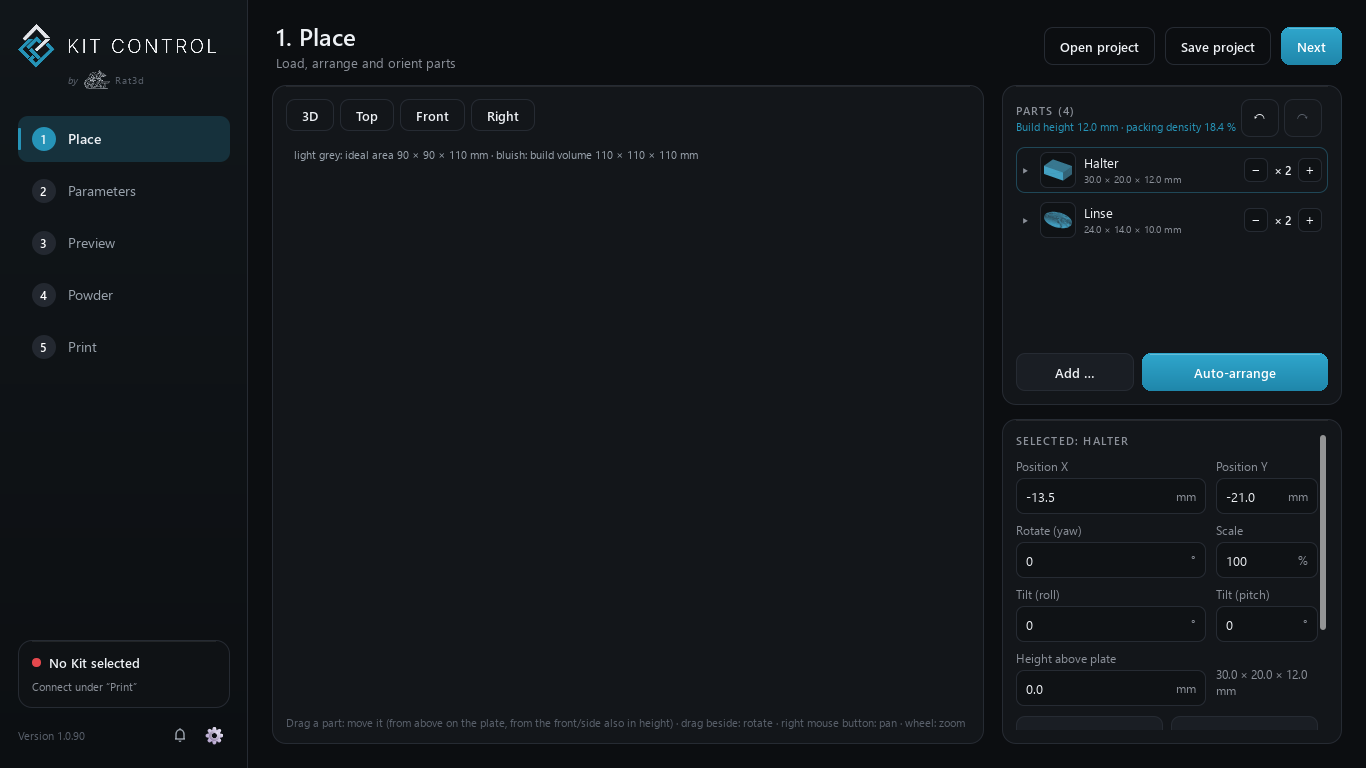 KIT CONTROL
by Rat3d
1 Place
2 Parameters
3 Preview
4 Powder
5 Print
No Kit selected
Connect under "Print"
Version 1.0.90
1. Place
Load, arrange and orient parts
Open project
Save project
Next
3D
Top
Front
Right
light grey: ideal area 90 × 90 × 110 mm · bluish: build volume 110 × 110 × 110 mm
Drag a part: move it (from above on the plate, from the front/side also in height) · drag beside: rotate · right mouse button: pan · wheel: zoom
PARTS (4)
Build height 12.0 mm · packing density 18.4 %
Halter
30.0 × 20.0 × 12.0 mm
− × 2 +
Linse
24.0 × 14.0 × 10.0 mm
− × 2 +
Add ...
Auto-arrange
SELECTED: HALTER
Position X
Position Y
-13.5 mm
-21.0 mm
Rotate (yaw)
Scale
0 °
100 %
Tilt (roll)
Tilt (pitch)
0 °
0 °
Height above plate
0.0 mm
30.0 × 20.0 × 12.0
mm